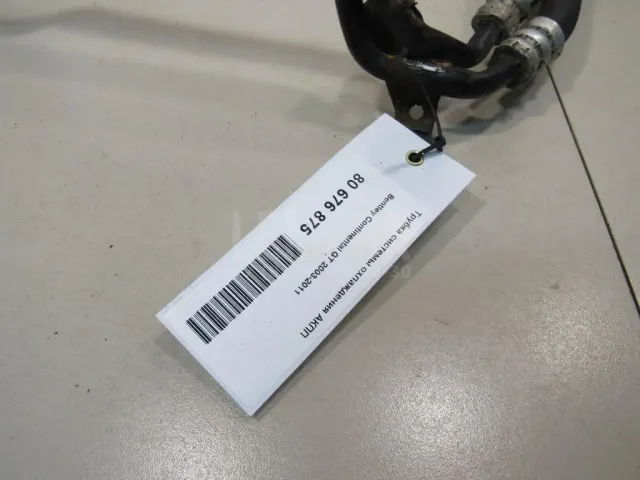 Трубка системы охлаждения АКПП
Bentley Continental GT 2003-2011
80 676 875